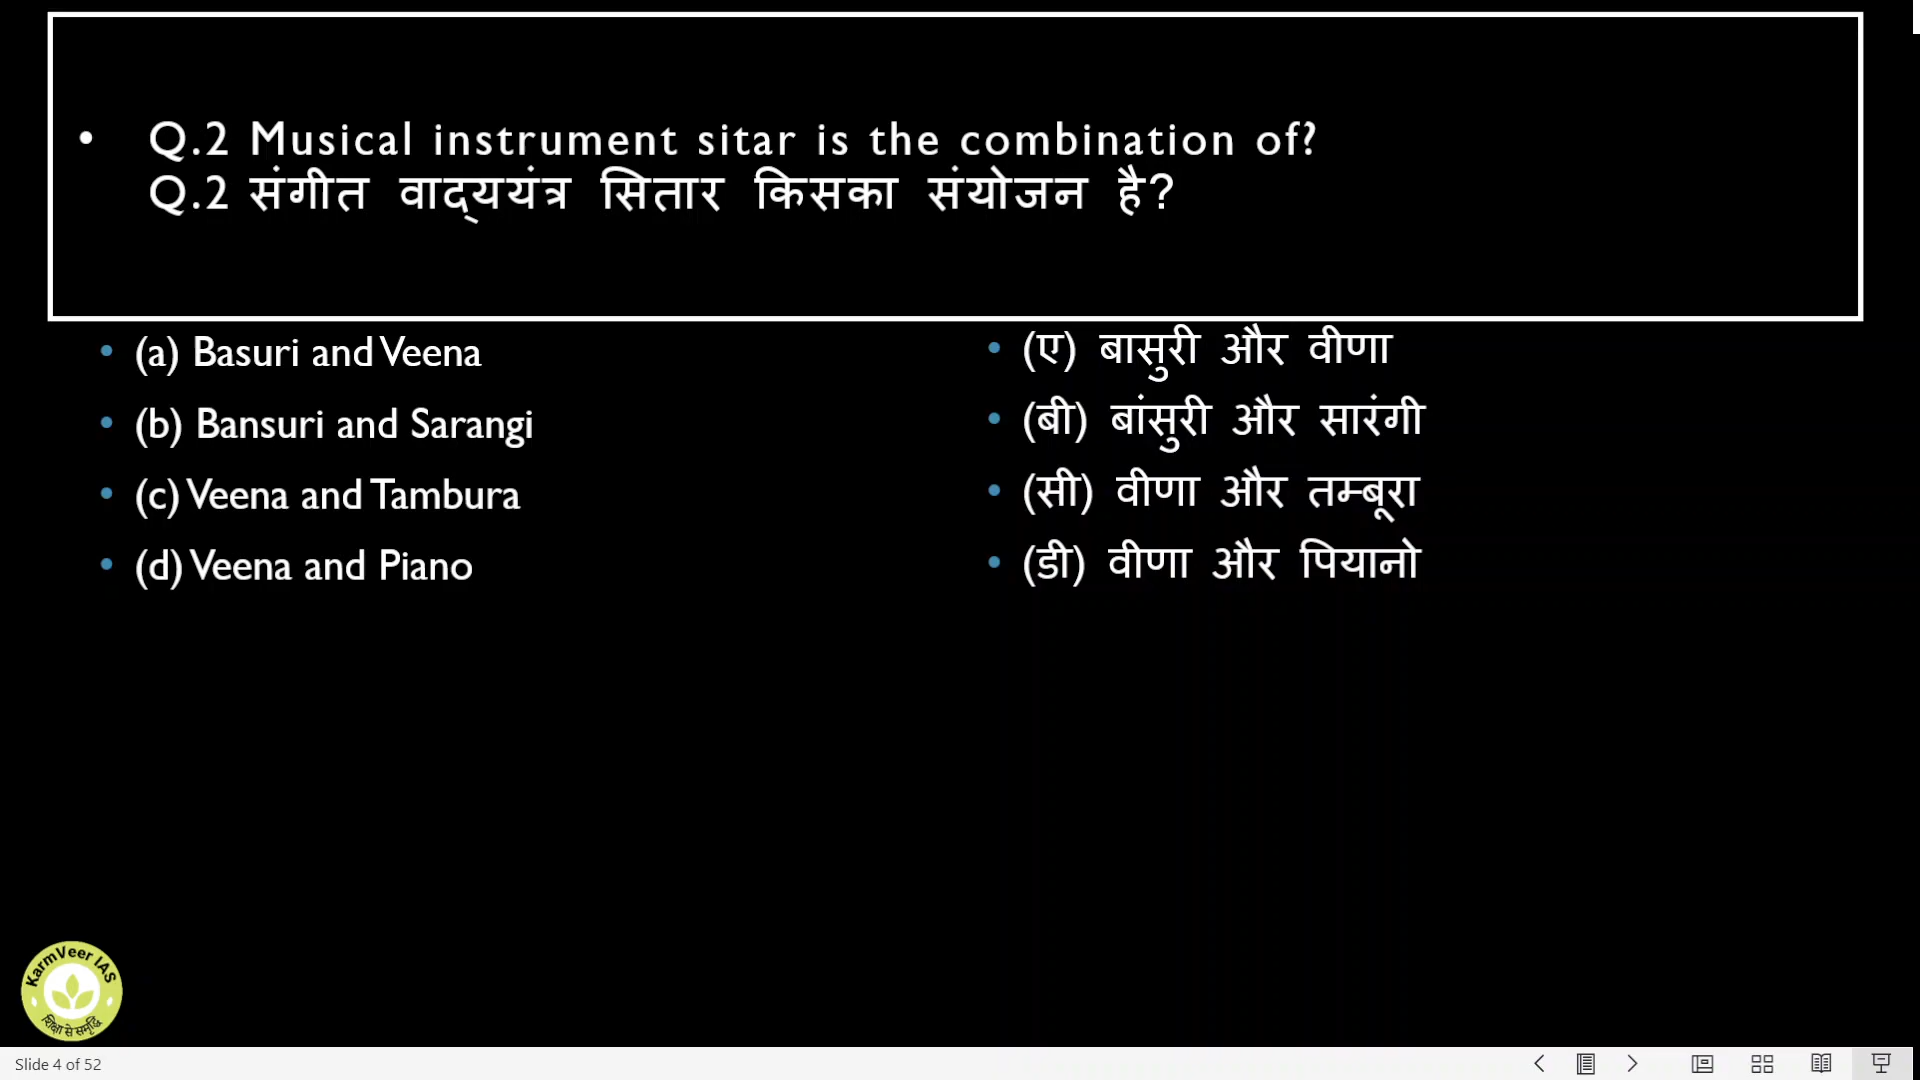 • Q.2 Musical instrument sitar is the combination of?
Q.2 संगीत वाद्ययंत्र सितार किसका संयोजन है?
• (a) Basuri and Veena
• (b) Bansuri and Sarangi
• (c) Veena and Tambura
• (d) Veena and Piano
• (ए) बासुरी और वीणा
• (बी) बांसुरी और सारंगी
• (सी) वीणा और तम्बूरा
• (डी) वीणा और पियानो
KarmVeer IAS
शिक्षा से समृद्धि
Slide 4 of 52